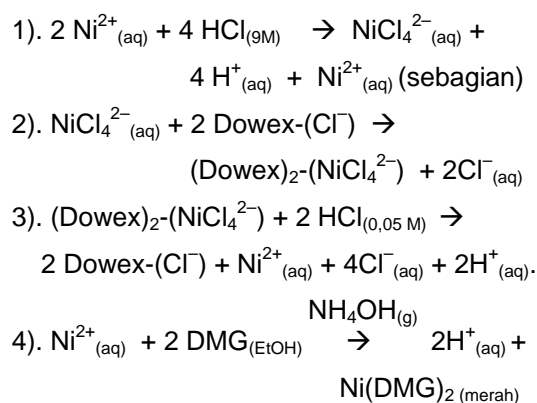 1). 2 Ni²⁺(aq) + 4 HCl(9M) → NiCl₄²⁻(aq) +
4 H⁺(aq) + Ni²⁺(aq) (sebagian)
2). NiCl₄²⁻(aq) + 2 Dowex-(Cl⁻) →
(Dowex)₂-(NiCl₄²⁻) + 2Cl⁻(aq)
3). (Dowex)₂-(NiCl₄²⁻) + 2 HCl(0,05 M) →
2 Dowex-(Cl⁻) + Ni²⁺(aq) + 4Cl⁻(aq) + 2H⁺(aq).
NH₄OH(g)
4). Ni²⁺(aq) + 2 DMG(EtOH) → 2H⁺(aq) +
Ni(DMG)₂ (merah)